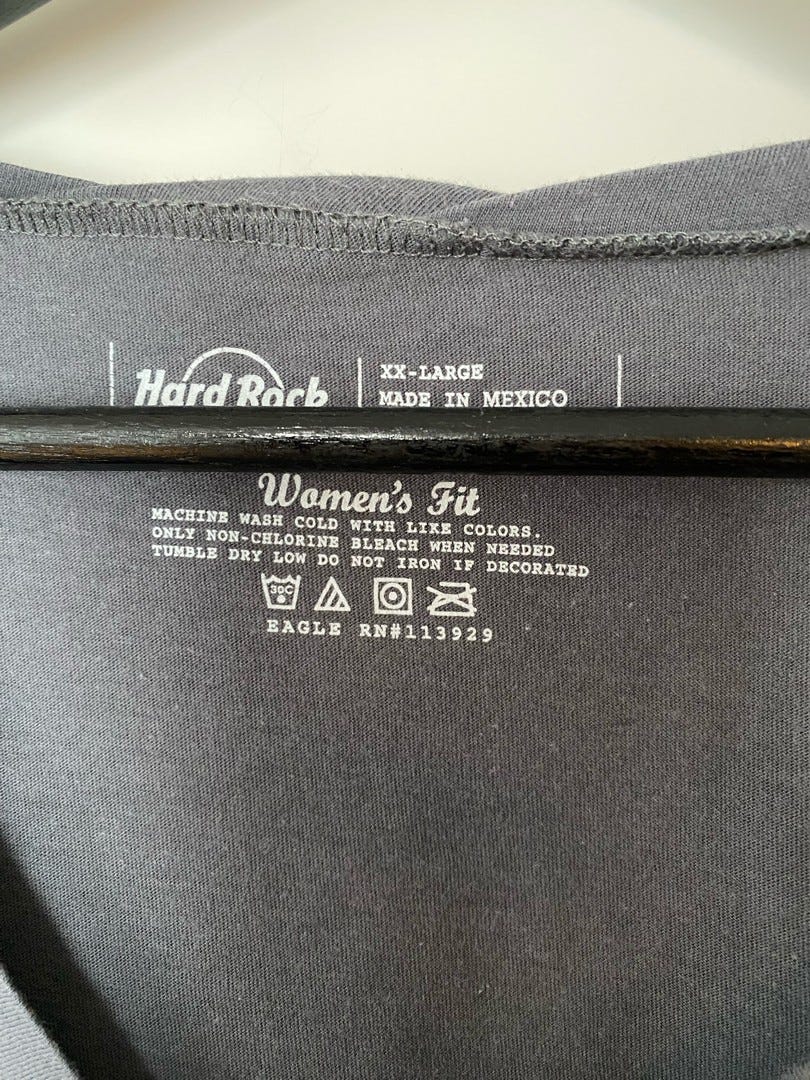 Hard Rock
XX-LARGE
MADE IN MEXICO
Women's Fit
MACHINE WASH COLD WITH LIKE COLORS.
ONLY NON-CHLORINE BLEACH WHEN NEEDED
TUMBLE DRY LOW DO NOT IRON IF DECORATED
30C
EAGLE RN#113929